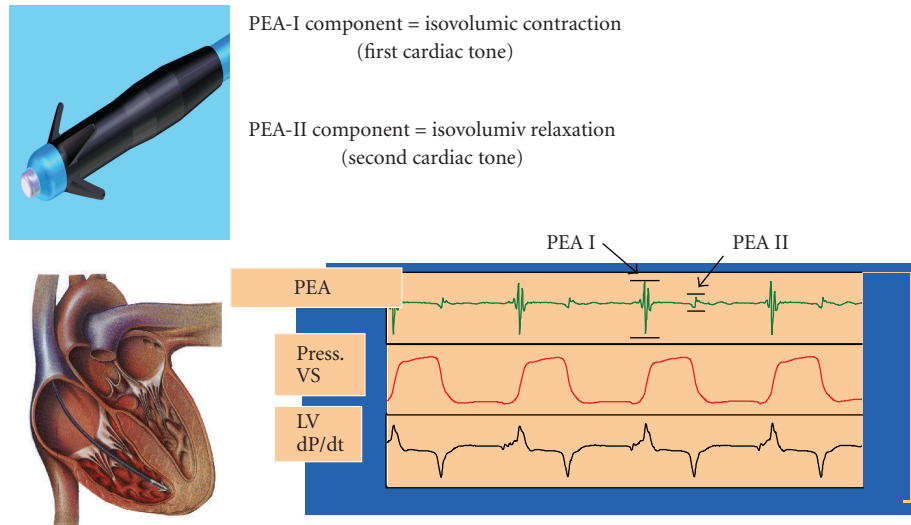 PEA-I component = isovolumic contraction
(first cardiac tone)
PEA-II component = isovolumiv relaxation
(second cardiac tone)
PEA I
PEA II
PEA
Press.
VS
LV
dP/dt